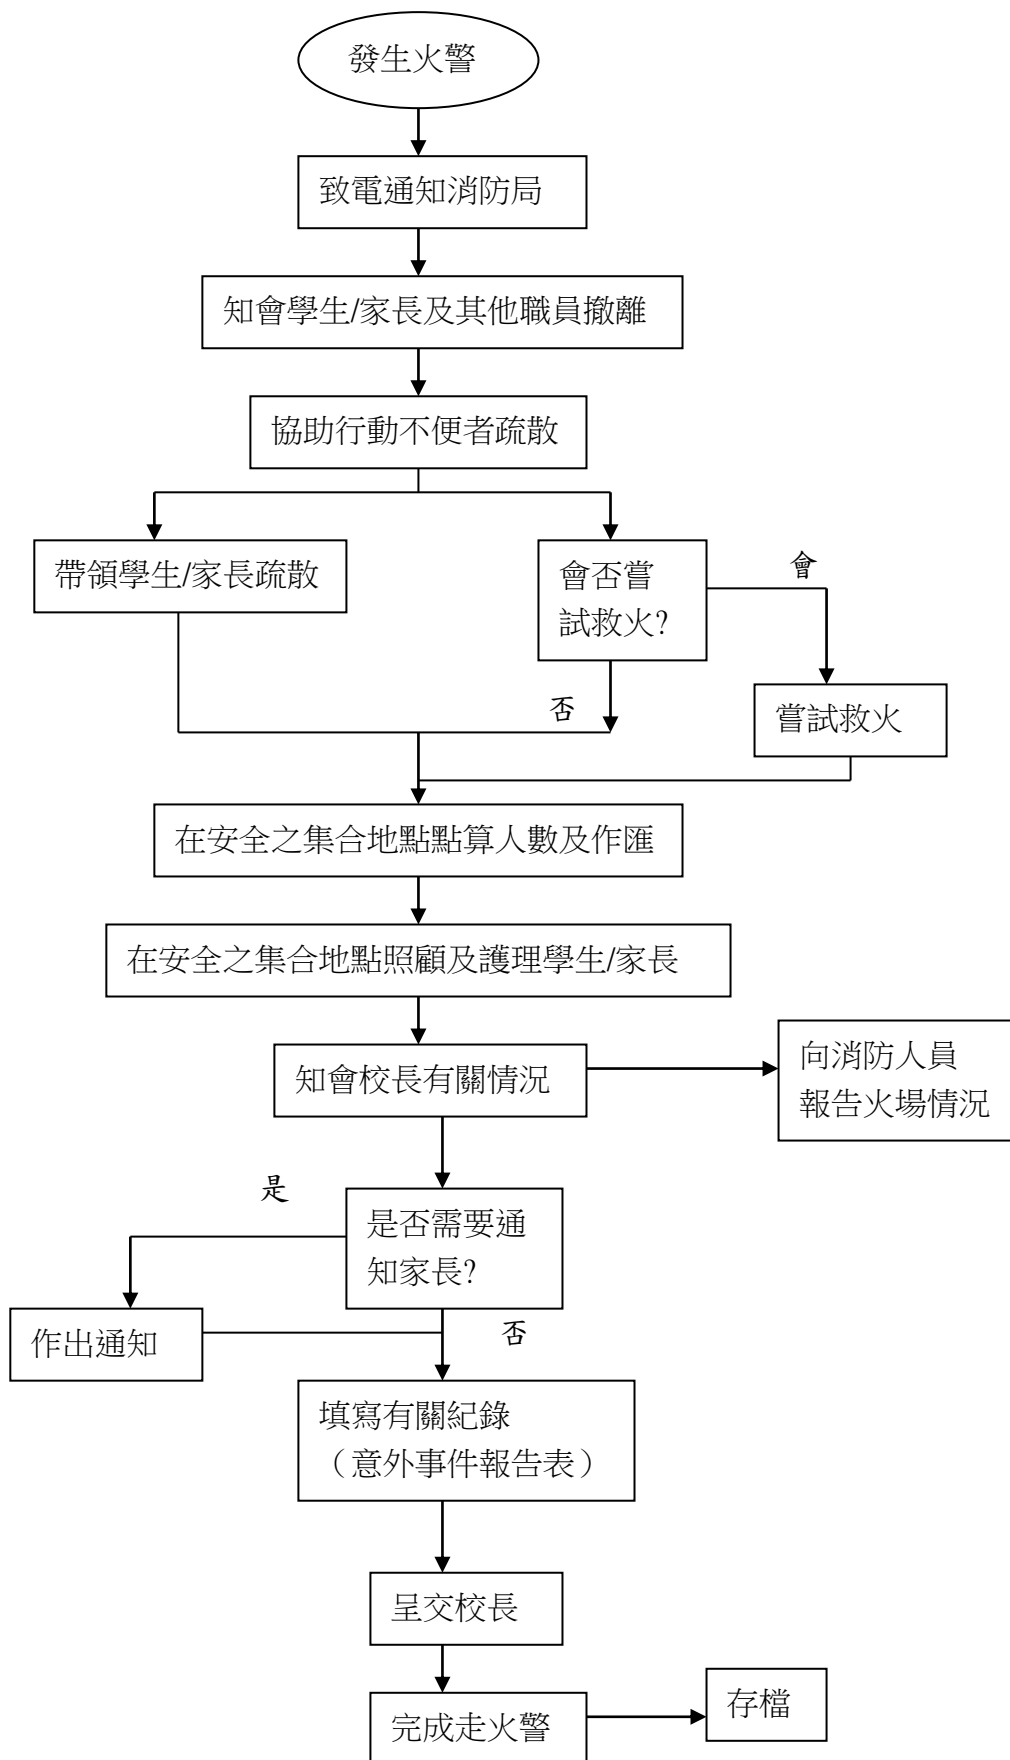 發生火警
致電通知消防局
知會學生/家長及其他職員撤離
協助行動不便者疏散
帶領學生/家長疏散
會否嘗
試救火?
會
否
嘗試救火
在安全之集合地點點算人數及作匯
在安全之集合地點照顧及護理學生/家長
知會校長有關情況
向消防人員
報告火場情況
是
是否需要通
知家長?
作出通知
否
填寫有關紀錄
（意外事件報告表）
呈交校長
完成走火警
存檔